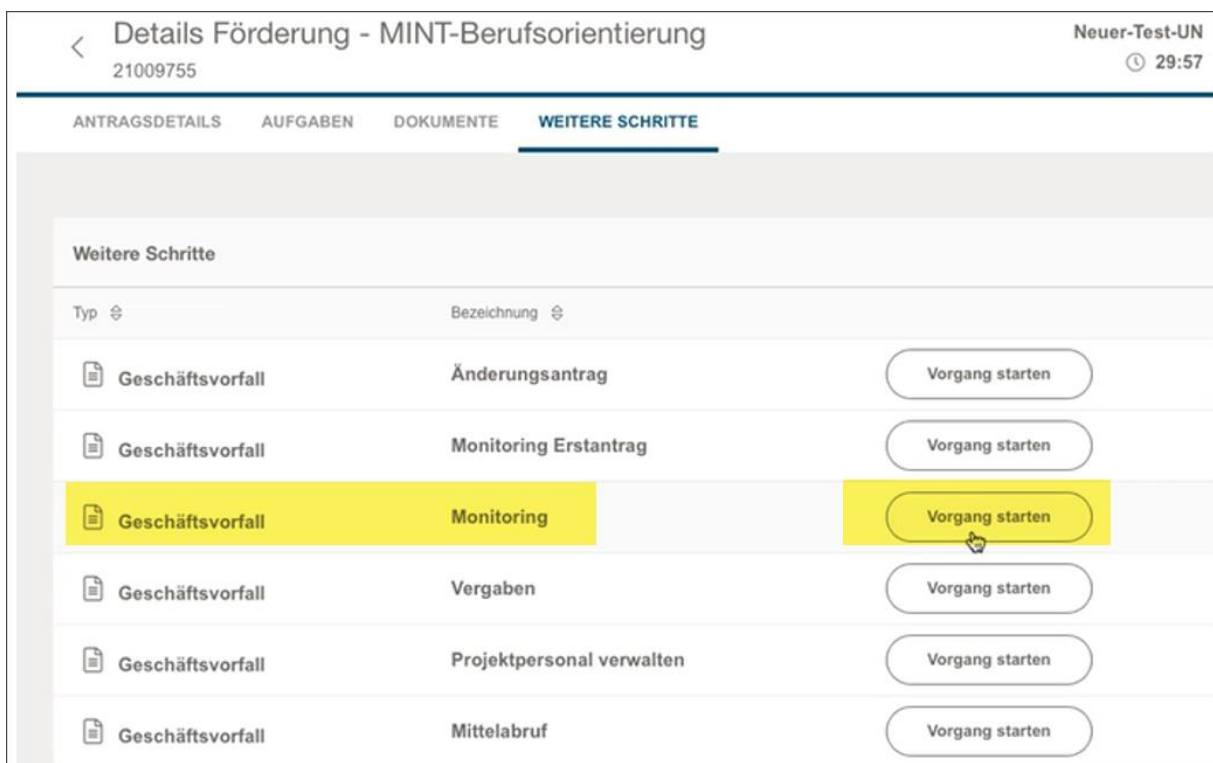 Details Förderung - MINT-Berufsorientierung
21009755
Neuer-Test-UN
29:57
ANTRAGSDETAILS AUFGABEN DOKUMENTE WEITERE SCHRITTE
Weitere Schritte
Typ Bezeichnung
Geschäftsvorfall Änderungsantrag Vorgang starten
Geschäftsvorfall Monitoring Erstantrag Vorgang starten
Geschäftsvorfall Monitoring Vorgang starten
Geschäftsvorfall Vergaben Vorgang starten
Geschäftsvorfall Projektpersonal verwalten Vorgang starten
Geschäftsvorfall Mittelabruf Vorgang starten